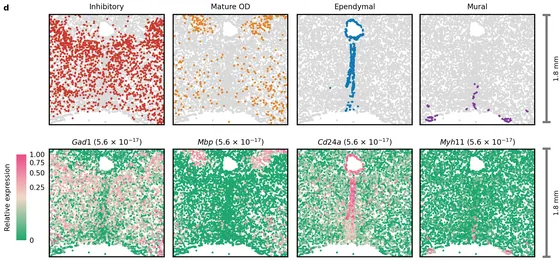 d
Inhibitory
Mature OD
Ependymal
Mural
1.8 mm
Gad1 (5.6 × 10⁻¹⁷)
Mbp (5.6 × 10⁻¹⁷)
Cd24a (5.6 × 10⁻¹⁷)
Myh11 (5.6 × 10⁻¹⁷)
Relative expression
1.00
0.75
0.50
0.25
0
1.8 mm